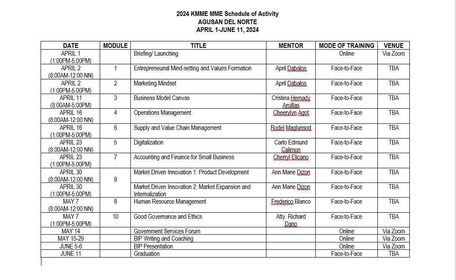 2024 KMME MME Schedule of Activity
AGUSAN DEL NORTE
APRIL 1-JUNE 11, 2024
DATE MODULE TITLE MENTOR MODE OF TRAINING VENUE
APRIL 1 Briefing/ Launching Online Via Zoom
(1:00PM-5:00PM)
APRIL 2 1 Entrepreneurial Mind-setting and Values Formation April Dabalos Face-to-Face TBA
(8:00AM-12:00 NN)
APRIL 2 2 Marketing Mindset April Dabalos Face-to-Face TBA
(1:00PM-5:00PM)
APRIL 11 3 Business Model Canvas Cristina Hemady Face-to-Face TBA
(8:00AM-12:00 NN) Arcillas
APRIL 16 4 Operations Management Cheerylyn Agot Face-to-Face TBA
(8:00AM-12:00 NN)
APRIL 16 6 Supply and Value Chain Management Rodel Maglunsod Face-to-Face TBA
(1:00PM-5:00PM)
APRIL 23 5 Digitalization Carlo Edmund Face-to-Face TBA
(8:00AM-12:00 NN) Calimon
APRIL 23 7 Accounting and Finance for Small Business Cherryl Elicano Face-to-Face TBA
(1:00PM-5:00PM)
APRIL 30 9 Market Driven Innovation 1: Product Development Ann Marie Dizon Face-to-Face TBA
(8:00AM-12:00 NN)
APRIL 30 Market Driven Innovation 2: Market Expansion and Ann Marie Dizon Face-to-Face TBA
(1:00PM-5:00PM) Internalization
MAY 7 8 Human Resource Management Frederico Blanco Face-to-Face TBA
(8:00AM-12:00 NN)
MAY 7 10 Good Governance and Ethics Atty. Richard Face-to-Face TBA
(1:00PM-5:00PM) Dano
MAY 14 Government Services Forum Online Via Zoom
MAY 15-29 BIP Writing and Coaching Online Via Zoom
JUNE 5-6 BIP Presentation Online Via Zoom
JUNE 11 Graduation Face-to-Face TBA